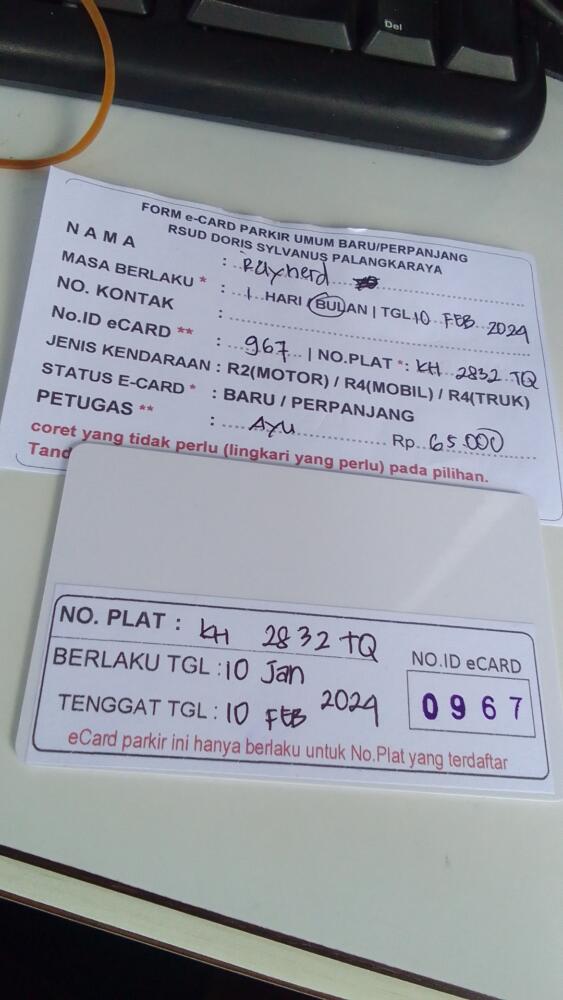 Del
FORM e-CARD PARKIR UMUM BARU/PERPANJANG
RSUD DORIS SYLVANUS PALANGKARAYA
NAMA : Raynerd
MASA BERLAKU * : 1 HARI / BULAN | TGL 10 FEB 2024
NO. KONTAK :
No.ID eCARD ** : 967 | NO.PLAT *: KH 2832 TQ
JENIS KENDARAAN : R2(MOTOR) / R4(MOBIL) / R4(TRUK)
STATUS E-CARD * : BARU / PERPANJANG
PETUGAS ** : AYU Rp. 65.000
coret yang tidak perlu (lingkari yang perlu) pada pilihan.
NO. PLAT : KH 2832 TQ
BERLAKU TGL : 10 Jan 2024
TENGGAT TGL : 10 FEB
NO.ID eCARD
0967
eCard parkir ini hanya berlaku untuk No.Plat yang terdaftar